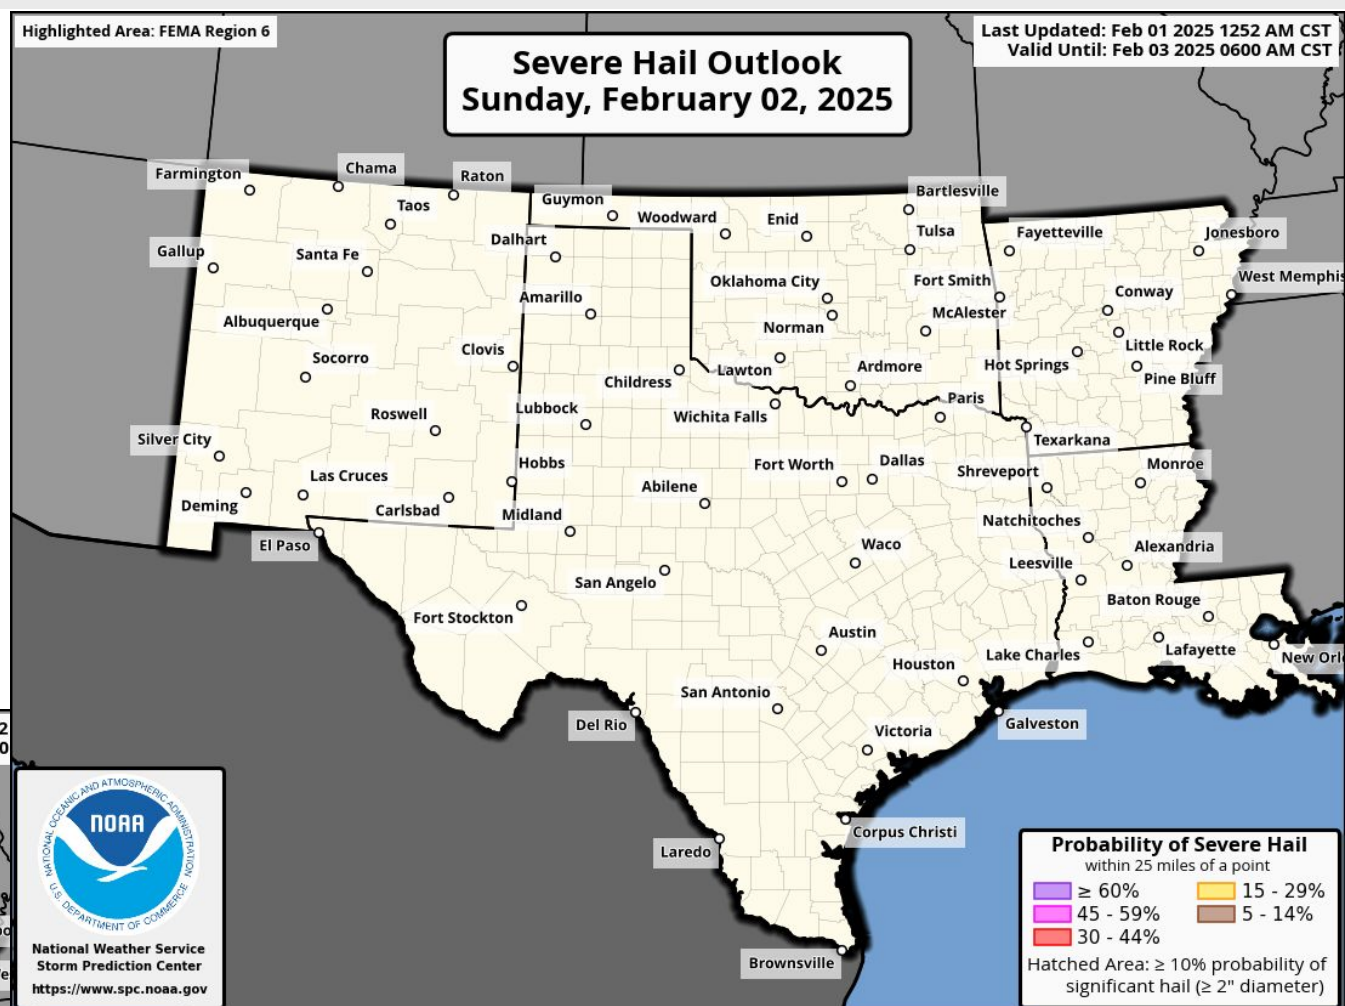 Highlighted Area: FEMA Region 6
Last Updated: Feb 01 2025 1252 AM CST
Valid Until: Feb 03 2025 0600 AM CST
Severe Hail Outlook
Sunday, February 02, 2025
Farmington
Chama
Raton
Guymon
Bartlesville
Taos
Woodward
Enid
Tulsa
Fayetteville
Jonesboro
Gallup
Santa Fe
Dalhart
Oklahoma City
Fort Smith
West Memphis
Amarillo
Conway
Albuquerque
Norman
McAlester
Little Rock
Socorro
Clovis
Childress
Lawton
Ardmore
Hot Springs
Pine Bluff
Roswell
Lubbock
Wichita Falls
Paris
Silver City
Texarkana
Las Cruces
Hobbs
Fort Worth
Dallas
Shreveport
Monroe
Deming
Carlsbad
Abilene
Midland
Natchitoches
El Paso
Waco
Alexandria
San Angelo
Leesville
Fort Stockton
Baton Rouge
Austin
Lake Charles
Lafayette
New Orl
Houston
San Antonio
Del Rio
Victoria
Galveston
2
0
Corpus Christi
Laredo
Brownsville
NATIONAL OCEANIC AND ATMOSPHERIC ADMINISTRATION
NOAA
U.S. DEPARTMENT OF COMMERCE
National Weather Service
Storm Prediction Center
https://www.spc.noaa.gov
Probability of Severe Hail
within 25 miles of a point
≥ 60%
15 - 29%
45 - 59%
5 - 14%
30 - 44%
Hatched Area: ≥ 10% probability of
significant hail (≥ 2" diameter)